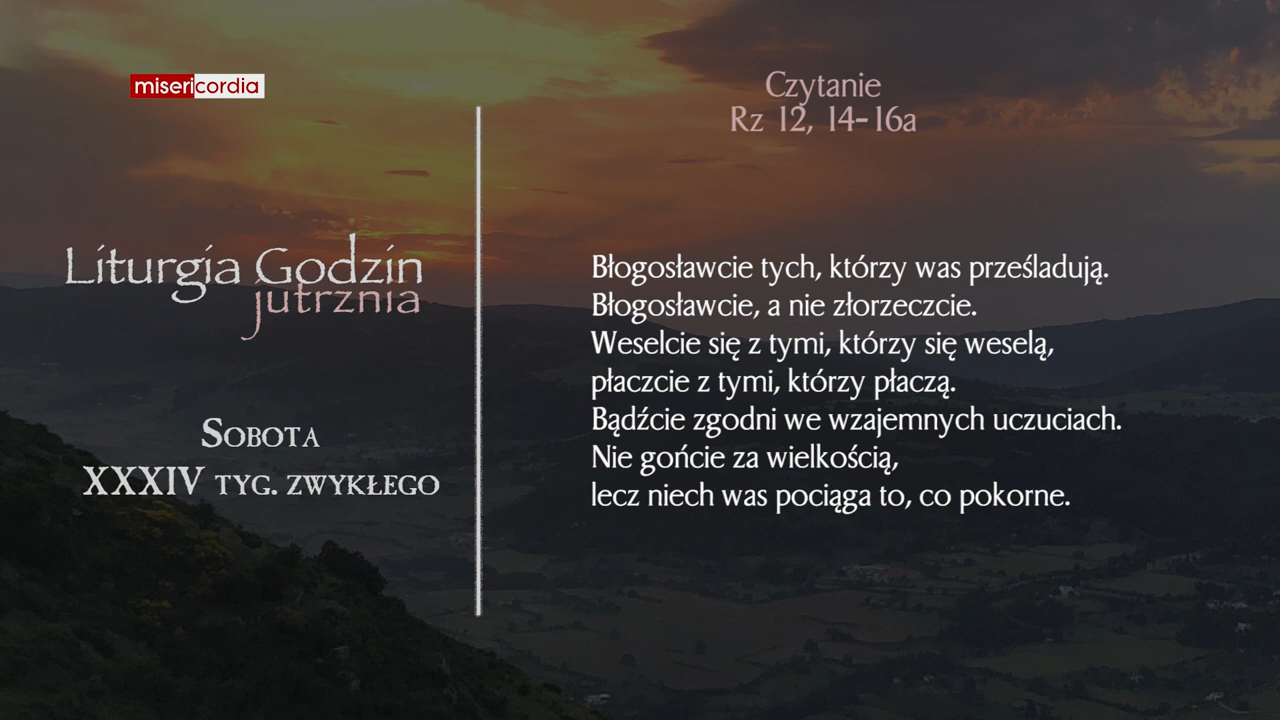 misericordia
Liturgia Godzin
jutrznia
Sobota
XXXIV tyg. zwykłego
Czytanie
Rz 12, 14-16a
Błogosławcie tych, którzy was prześladują.
Błogosławcie, a nie złorzeczcie.
Weselcie się z tymi, którzy się weselą,
płaczcie z tymi, którzy płaczą.
Bądźcie zgodni we wzajemnych uczuciach.
Nie gońcie za wielkością,
lecz niech was pociąga to, co pokorne.